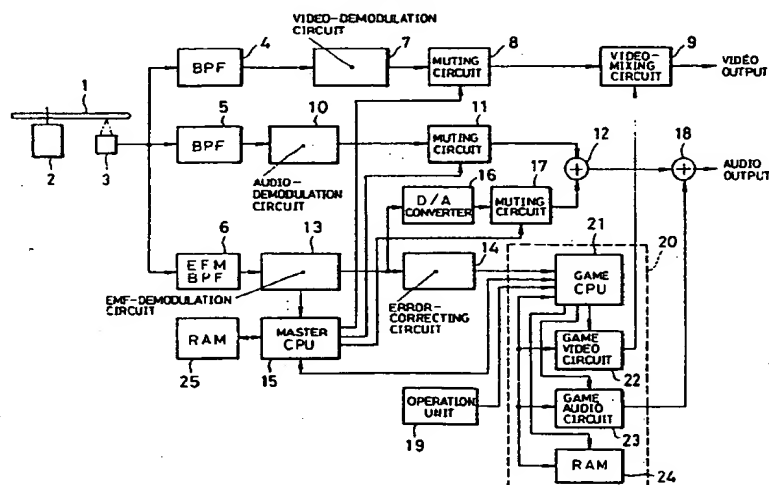 VIDEO-DEMODULATION
CIRCUIT
4
7
8
9
BPF
MUTING
CIRCUIT
VIDEO-
MIXING
CIRCUIT
VIDEO
OUTPUT
1
2
3
5
10
11
BPF
MUTING
CIRCUIT
12
18
AUDIO
OUTPUT
AUDIO-
DEMODULATION
CIRCUIT
16
17
D/A
CONVERTER
MUTING
CIRCUIT
6
13
14
21
20
EFM
BPF
GAME
CPU
EMF-DEMODULATION
CIRCUIT
ERROR-
CORRECTING
CIRCUIT
RAM
MASTER
CPU
25
15
GAME
VIDEO
CIRCUIT
22
OPERATION
UNIT
19
GAME
AUDIO
CIRCUIT
23
RAM
24